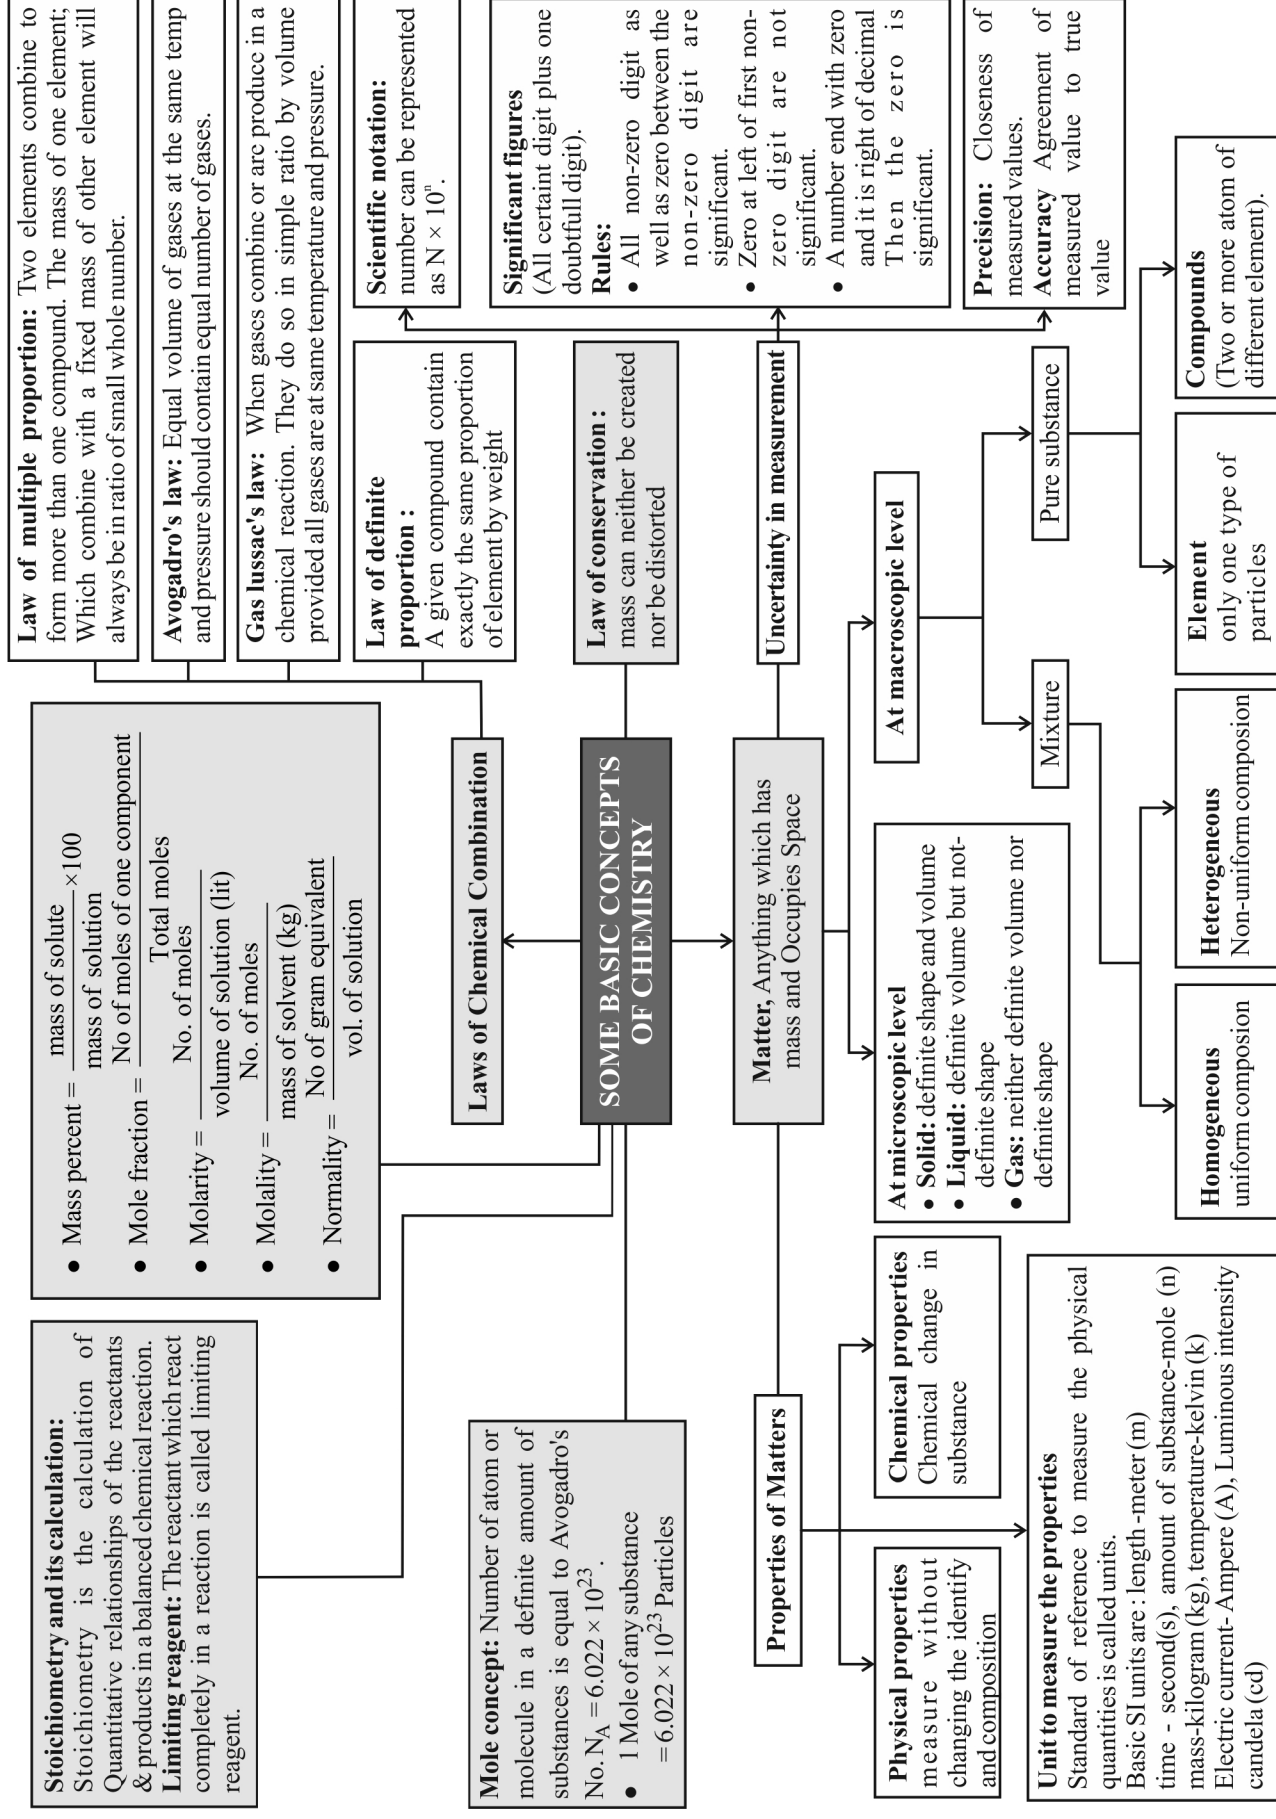 Stoichiometry and its calculation:
Stoichiometry is the calculation of
Quantitative relationships of the reactants
& products in a balanced chemical reaction.
Limiting reagent: The reactant which react
completely in a reaction is called limiting
reagent.
• Mass percent = mass of solute / mass of solution ×100
• Mole fraction = No of moles of one component / Total moles
• Molarity = No. of moles / volume of solution (lit)
• Molality = No. of moles / mass of solvent (kg)
• Normality = No of gram equivalent / vol. of solution
Law of multiple proportion: Two elements combine to
form more than one compound. The mass of one element;
Which combine with a fixed mass of other element will
always be in ratio of small whole number.
Avogadro's law: Equal volume of gases at the same temp
and pressure should contain equal number of gases.
Gas lussac's law: When gases combine or are produce in a
chemical reaction. They do so in simple ratio by volume
provided all gases are at same temperature and pressure.
Law of definite
proportion :
A given compound contain
exactly the same proportion
of element by weight
Scientific notation:
number can be represented
as N × 10ⁿ.
Laws of Chemical Combination
Mole concept: Number of atom or
molecule in a definite amount of
substances is equal to Avogadro's
No. N_A = 6.022 × 10²³.
• 1 Mole of any substance
= 6.022 × 10²³ Particles
SOME BASIC CONCEPTS
OF CHEMISTRY
Law of conservation :
mass can neither be created
nor be distorted
Significant figures
(All certaint digit plus one
doubtfull digit).
Rules:
• All non-zero digit as
well as zero between the
non-zero digit are
significant.
• Zero at left of first non-
zero digit are not
significant.
• A number end with zero
and it is right of decimal
Then the zero is
significant.
Properties of Matters
Matter, Anything which has
mass and Occupies Space
Uncertainty in measurement
Precision: Closeness of
measured values.
Accuracy Agreement of
measured value to true
value
Physical properties
measure without
changing the identify
and composition
Chemical properties
Chemical change in
substance
At microscopic level
• Solid: definite shape and volume
• Liquid: definite volume but not-
definite shape
• Gas: neither definite volume nor
definite shape
At macroscopic level
Mixture
Pure substance
Unit to measure the properties
Standard of reference to measure the physical
quantities is called units.
Basic SI units are : length -meter (m)
time - second(s), amount of substance-mole (n)
mass-kilogram (kg), temperature-kelvin (k)
Electric current- Ampere (A), Luminous intensity
candela (cd)
Homogeneous
uniform composion
Heterogeneous
Non-uniform composion
Element
only one type of
particles
Compounds
(Two or more atom of
different element).